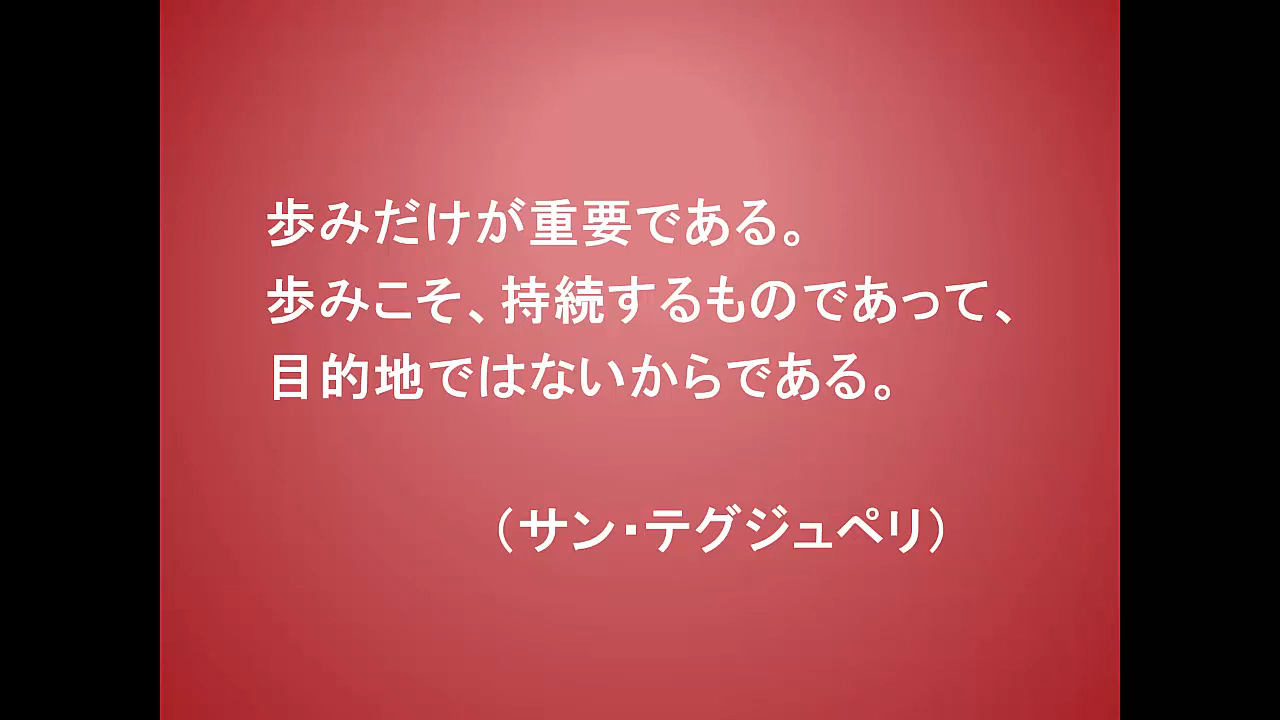 歩みだけが重要である。
歩みこそ、持続するものであって、
目的地ではないからである。
（サン・テグジュペリ）